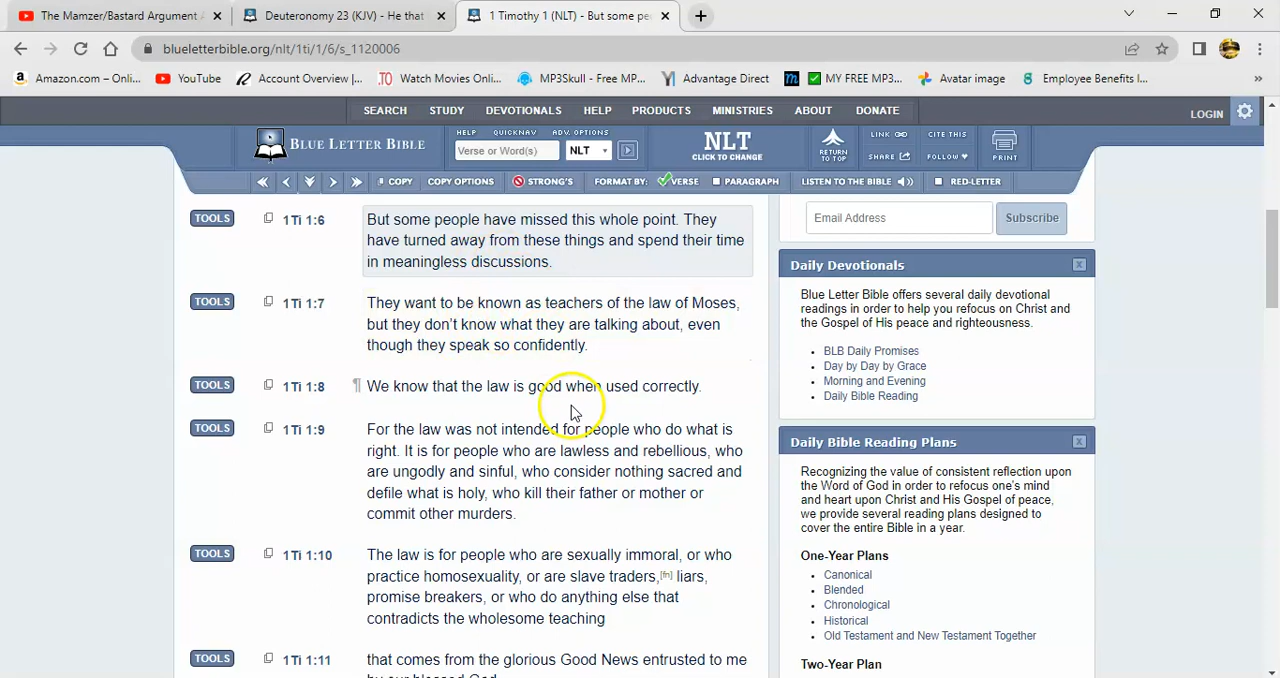 The Mamzer/Bastard Argument
Deuteronomy 23 (KJV) - He that
1 Timothy 1 (NLT) - But some pe
blueletterbible.org/nlt/1ti/1/6/s_1120006
Amazon.com – Onli...
YouTube
Account Overview |...
Watch Movies Onlin...
MP3Skull - Free MP...
Advantage Direct
MY FREE MP3...
Avatar image
Employee Benefits I...
SEARCH STUDY DEVOTIONALS HELP PRODUCTS MINISTRIES ABOUT DONATE
LOGIN
BLUE LETTER BIBLE
HELP QUICKNAV ADV. OPTIONS
Verse or Word(s) NLT
NLT
CLICK TO CHANGE
RETURN
TO TOP
LINK
SHARE
CITE THIS
FOLLOW
PRINT
COPY COPY OPTIONS STRONG'S FORMAT BY: VERSE PARAGRAPH LISTEN TO THE BIBLE RED-LETTER
TOOLS 1Ti 1:6 But some people have missed this whole point. They
have turned away from these things and spend their time
in meaningless discussions.
TOOLS 1Ti 1:7 They want to be known as teachers of the law of Moses,
but they don't know what they are talking about, even
though they speak so confidently.
TOOLS 1Ti 1:8 ¶ We know that the law is good when used correctly.
TOOLS 1Ti 1:9 For the law was not intended for people who do what is
right. It is for people who are lawless and rebellious, who
are ungodly and sinful, who consider nothing sacred and
defile what is holy, who kill their father or mother or
commit other murders.
TOOLS 1Ti 1:10 The law is for people who are sexually immoral, or who
practice homosexuality, or are slave traders,[fn] liars,
promise breakers, or who do anything else that
contradicts the wholesome teaching
TOOLS 1Ti 1:11 that comes from the glorious Good News entrusted to me
by our blessed God.
Email Address Subscribe
Daily Devotionals
Blue Letter Bible offers several daily devotional
readings in order to help you refocus on Christ and
the Gospel of His peace and righteousness.
BLB Daily Promises
Day by Day by Grace
Morning and Evening
Daily Bible Reading
Daily Bible Reading Plans
Recognizing the value of consistent reflection upon
the Word of God in order to refocus one's mind
and heart upon Christ and His Gospel of peace,
we provide several reading plans designed to
cover the entire Bible in a year.
One-Year Plans
Canonical
Blended
Chronological
Historical
Old Testament and New Testament Together
Two-Year Plan